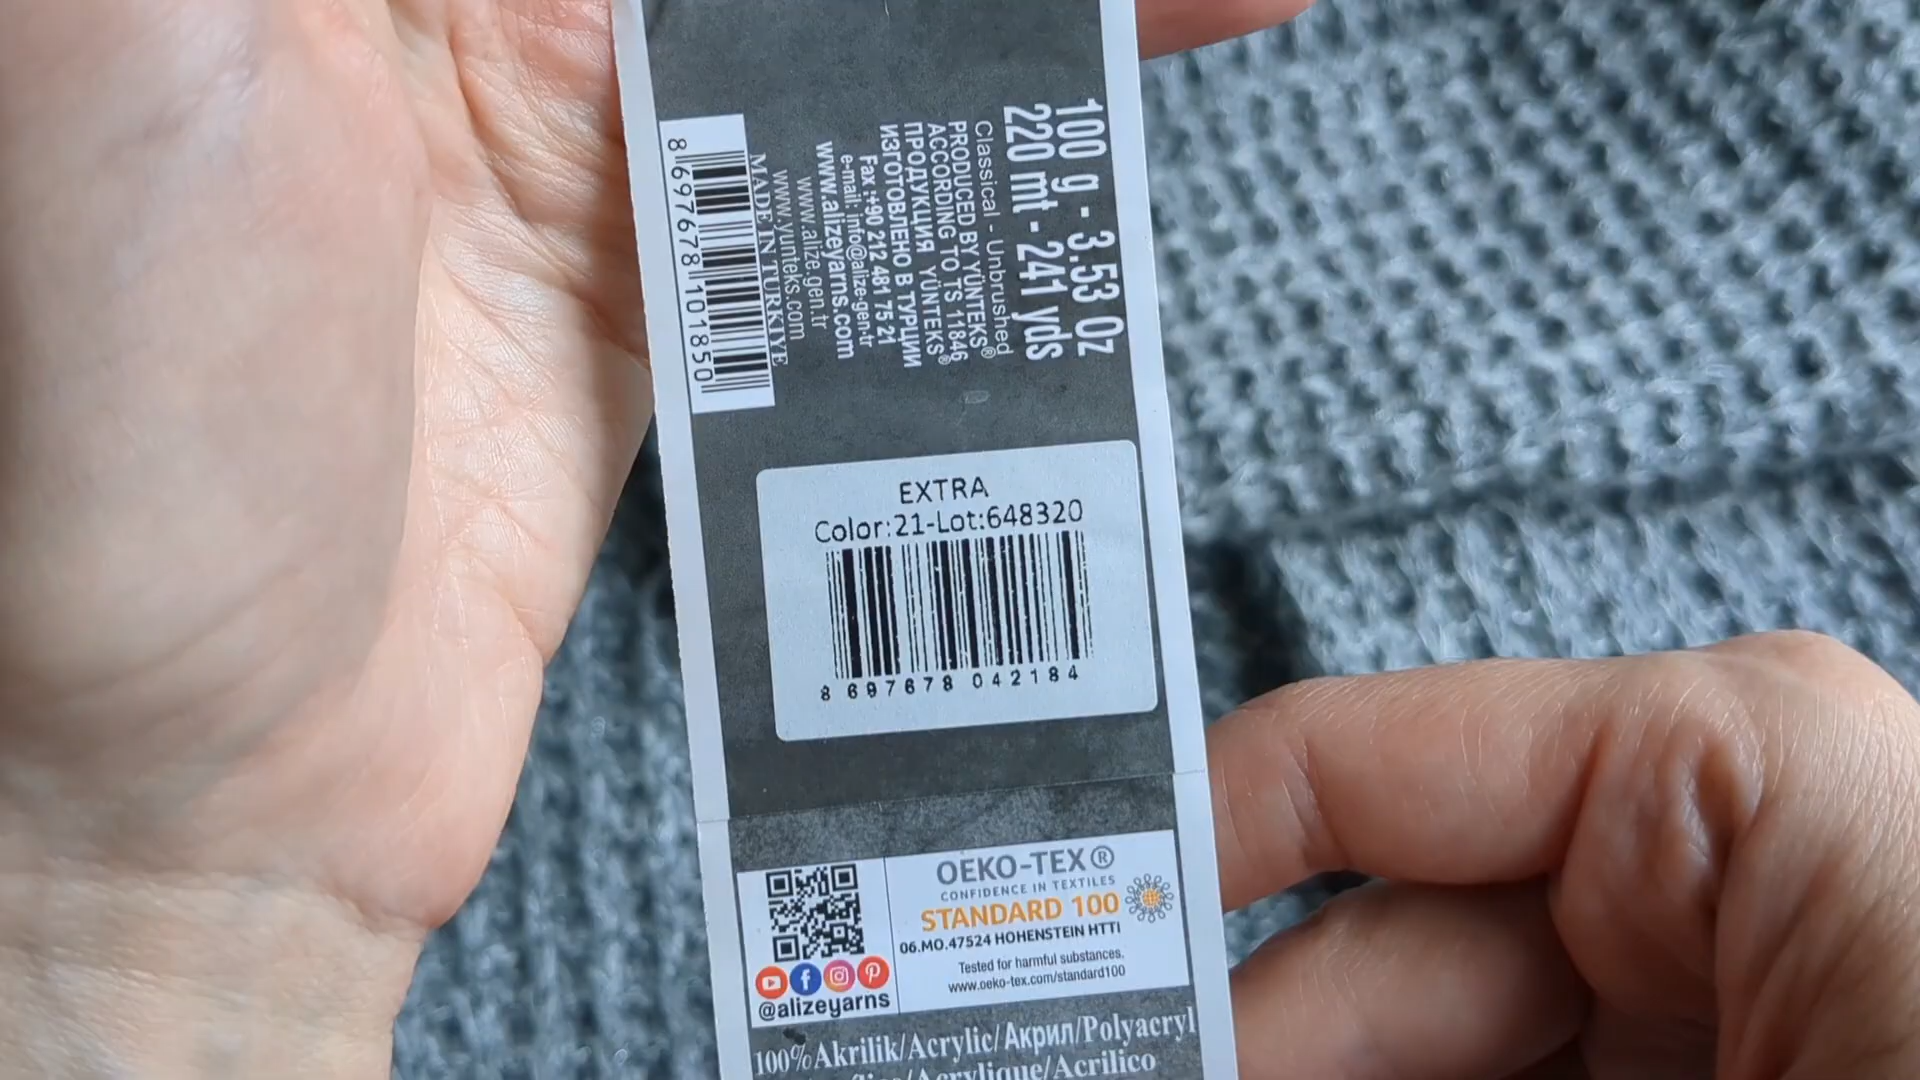 100 g - 3.53 Oz
220 mt - 241 yds
Classical - Unbrushed
PRODUCED BY YÜNTEKS®
ACCORDING TO TS 11846
ПРОДУКЦИЯ YÜNTEKS®
ИЗГОТОВЛЕНО В ТУРЦИИ
Fax :+90 212 481 75 21
e-mail: info@alize.gen.tr
www.alizeyarns.com
www.alize.gen.tr
www.yunteks.com
MADE IN TURKIYE
8 697678 101850
EXTRA
Color:21-Lot:648320
8 697678 042184
OEKO-TEX®
CONFIDENCE IN TEXTILES
STANDARD 100
06.MO.47524 HOHENSTEIN HTTI
Tested for harmful substances.
www.oeko-tex.com/standard100
@alizeyarns
100%Akrilik/Acrylic/Акрил/Polyacryl
/Acrylique/Acrilico